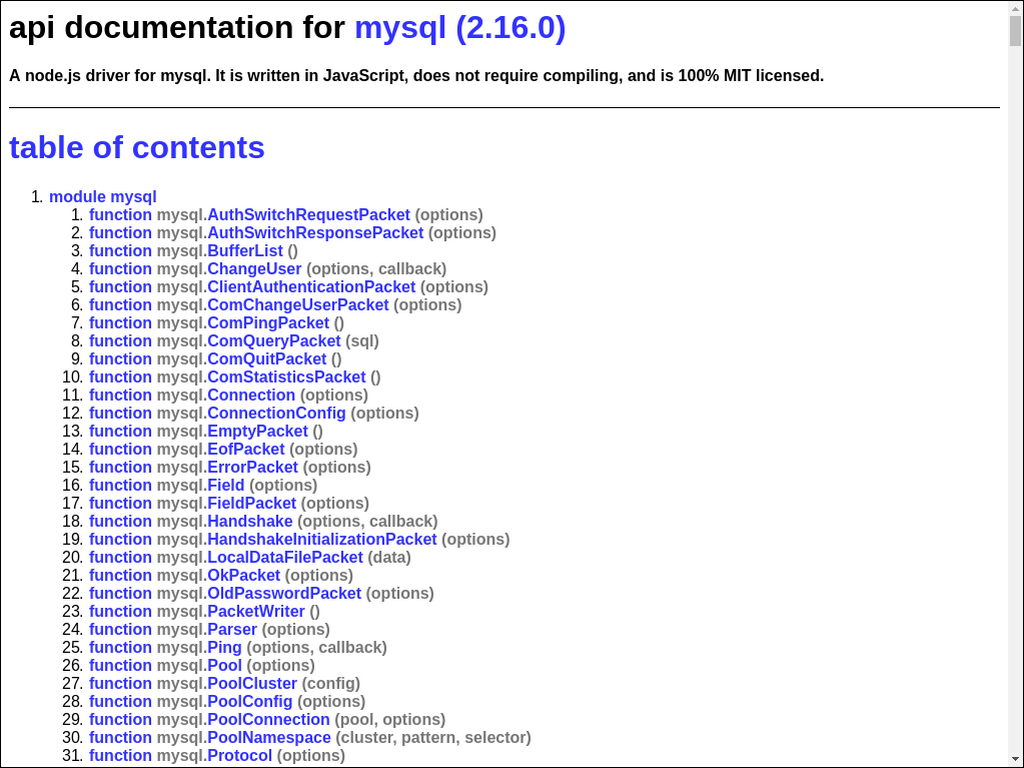 api documentation for mysql (2.16.0)
A node.js driver for mysql. It is written in JavaScript, does not require compiling, and is 100% MIT licensed.
table of contents
1. module mysql
1. function mysql.AuthSwitchRequestPacket (options)
2. function mysql.AuthSwitchResponsePacket (options)
3. function mysql.BufferList ()
4. function mysql.ChangeUser (options, callback)
5. function mysql.ClientAuthenticationPacket (options)
6. function mysql.ComChangeUserPacket (options)
7. function mysql.ComPingPacket ()
8. function mysql.ComQueryPacket (sql)
9. function mysql.ComQuitPacket ()
10. function mysql.ComStatisticsPacket ()
11. function mysql.Connection (options)
12. function mysql.ConnectionConfig (options)
13. function mysql.EmptyPacket ()
14. function mysql.EofPacket (options)
15. function mysql.ErrorPacket (options)
16. function mysql.Field (options)
17. function mysql.FieldPacket (options)
18. function mysql.Handshake (options, callback)
19. function mysql.HandshakeInitializationPacket (options)
20. function mysql.LocalDataFilePacket (data)
21. function mysql.OkPacket (options)
22. function mysql.OldPasswordPacket (options)
23. function mysql.PacketWriter ()
24. function mysql.Parser (options)
25. function mysql.Ping (options, callback)
26. function mysql.Pool (options)
27. function mysql.PoolCluster (config)
28. function mysql.PoolConfig (options)
29. function mysql.PoolConnection (pool, options)
30. function mysql.PoolNamespace (cluster, pattern, selector)
31. function mysql.Protocol (options)